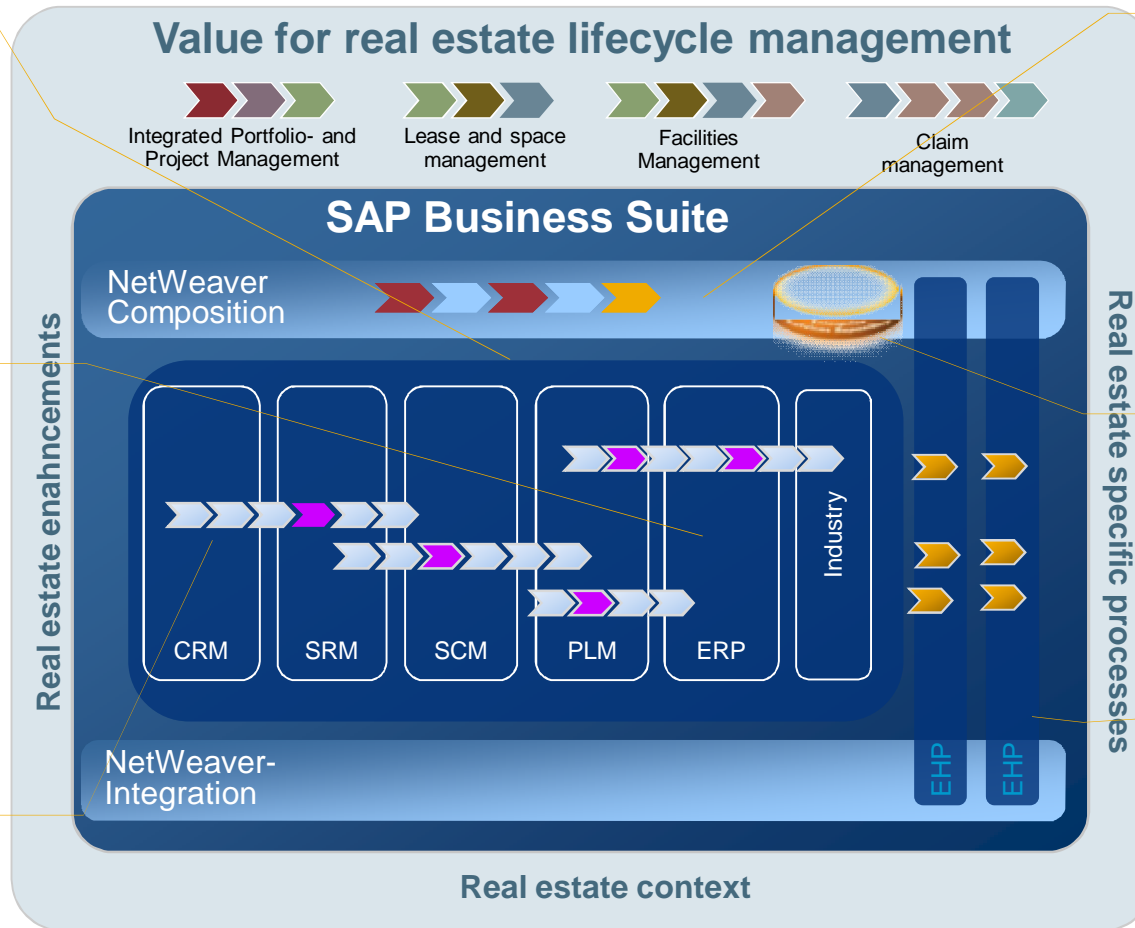 Value for real estate lifecycle management
Integrated Portfolio- and
Project Management
Lease and space
management
Facilities
Management
Claim
management
SAP Business Suite
NetWeaver
Composition
Real estate enahncements
Real estate specific processes
CRM
SRM
SCM
PLM
ERP
Industry
EHP
EHP
NetWeaver-
Integration
Real estate context